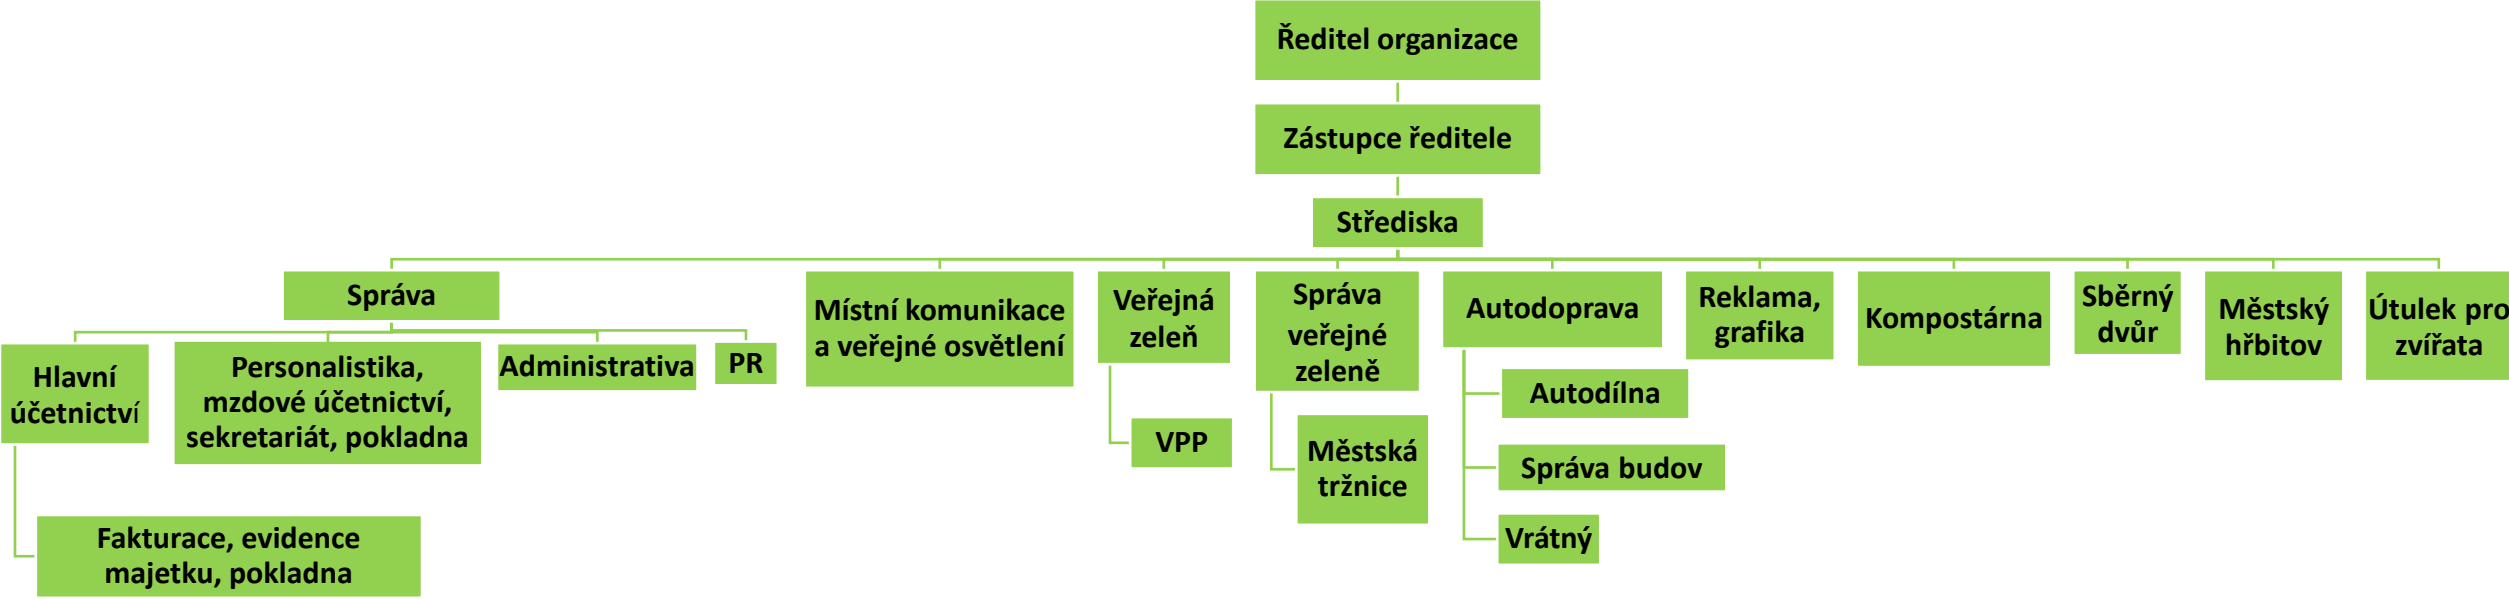 Ředitel organizace
Zástupce ředitele
Střediska
Správa
Místní komunikace
a veřejné osvětlení
Veřejná
zeleň
Správa
veřejné
zeleně
Autodoprava
Reklama,
grafika
Kompostárna
Sběrný
dvůr
Městský
hřbitov
Útulek pro
zvířata
Hlavní
účetnictví
Personalistika,
mzdové účetnictví,
sekretariát, pokladna
Administrativa
PR
VPP
Městská
tržnice
Autodílna
Správa budov
Vrátný
Fakturace, evidence
majetku, pokladna